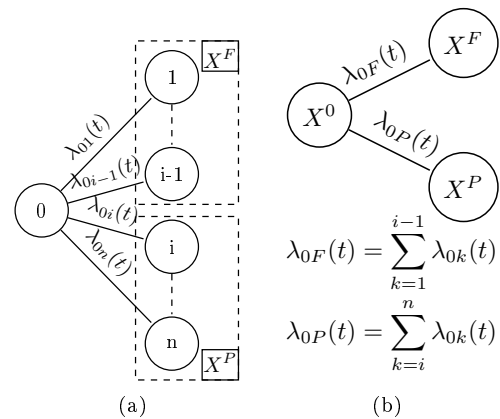 1
X^F
λ_{01}(t)
i-1
λ_{0i−1}(t)
0
λ_{0i}(t)
i
λ_{0n}(t)
n
X^P
(a)
X^F
λ_{0F}(t)
X^0
λ_{0P}(t)
X^P
λ_{0F}(t) = \sum_{k=1}^{i−1} λ_{0k}(t)
λ_{0P}(t) = \sum_{k=i}^{n} λ_{0k}(t)
(b)